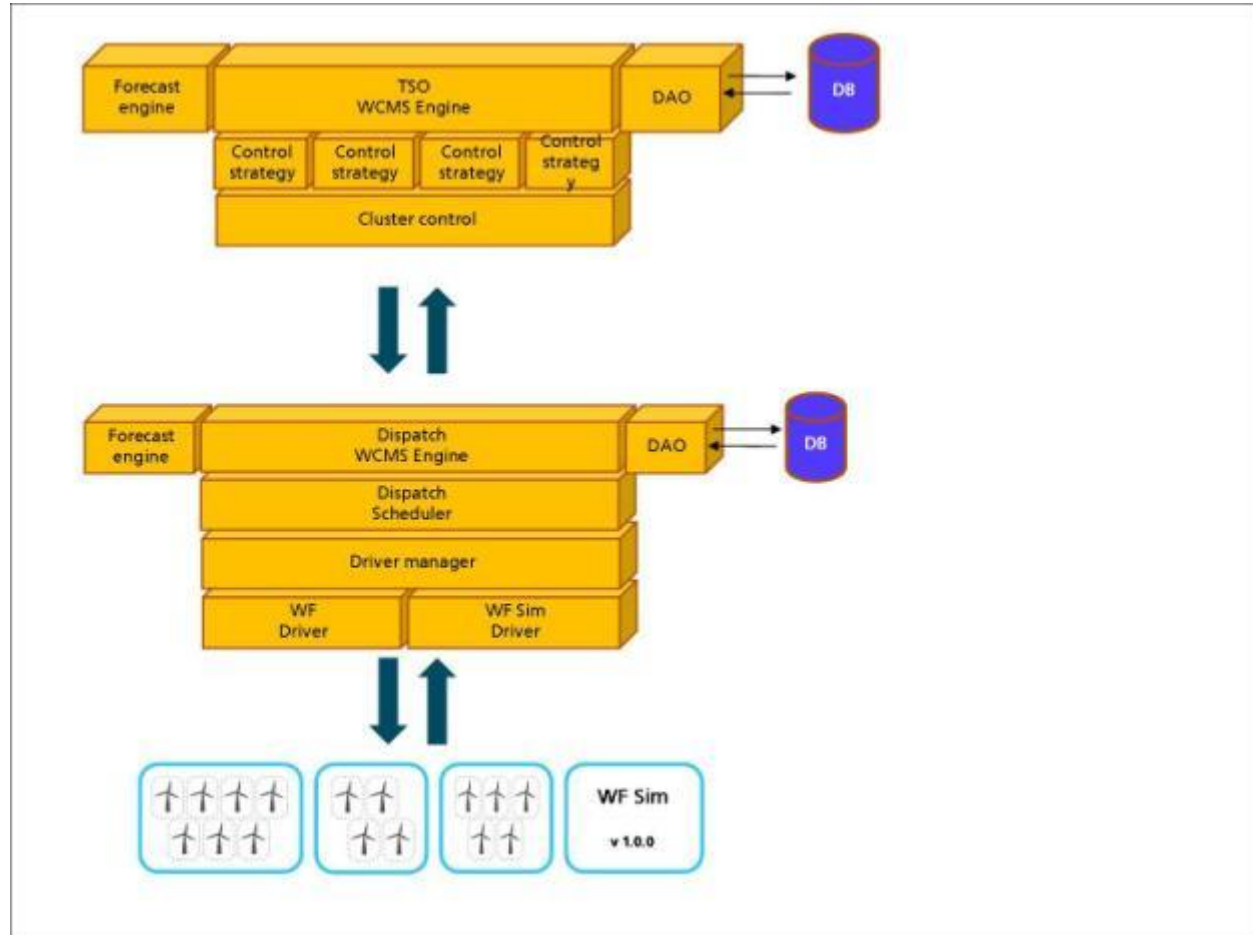 Forecast
engine
TSO
WCMS Engine
DAO
DB
Control
strategy
Control
strategy
Control
strategy
Control
strateg
y
Cluster control
Forecast
engine
Dispatch
WCMS Engine
DAO
DB
Dispatch
Scheduler
Driver manager
WF
Driver
WF Sim
Driver
WF Sim
v 1.0.0